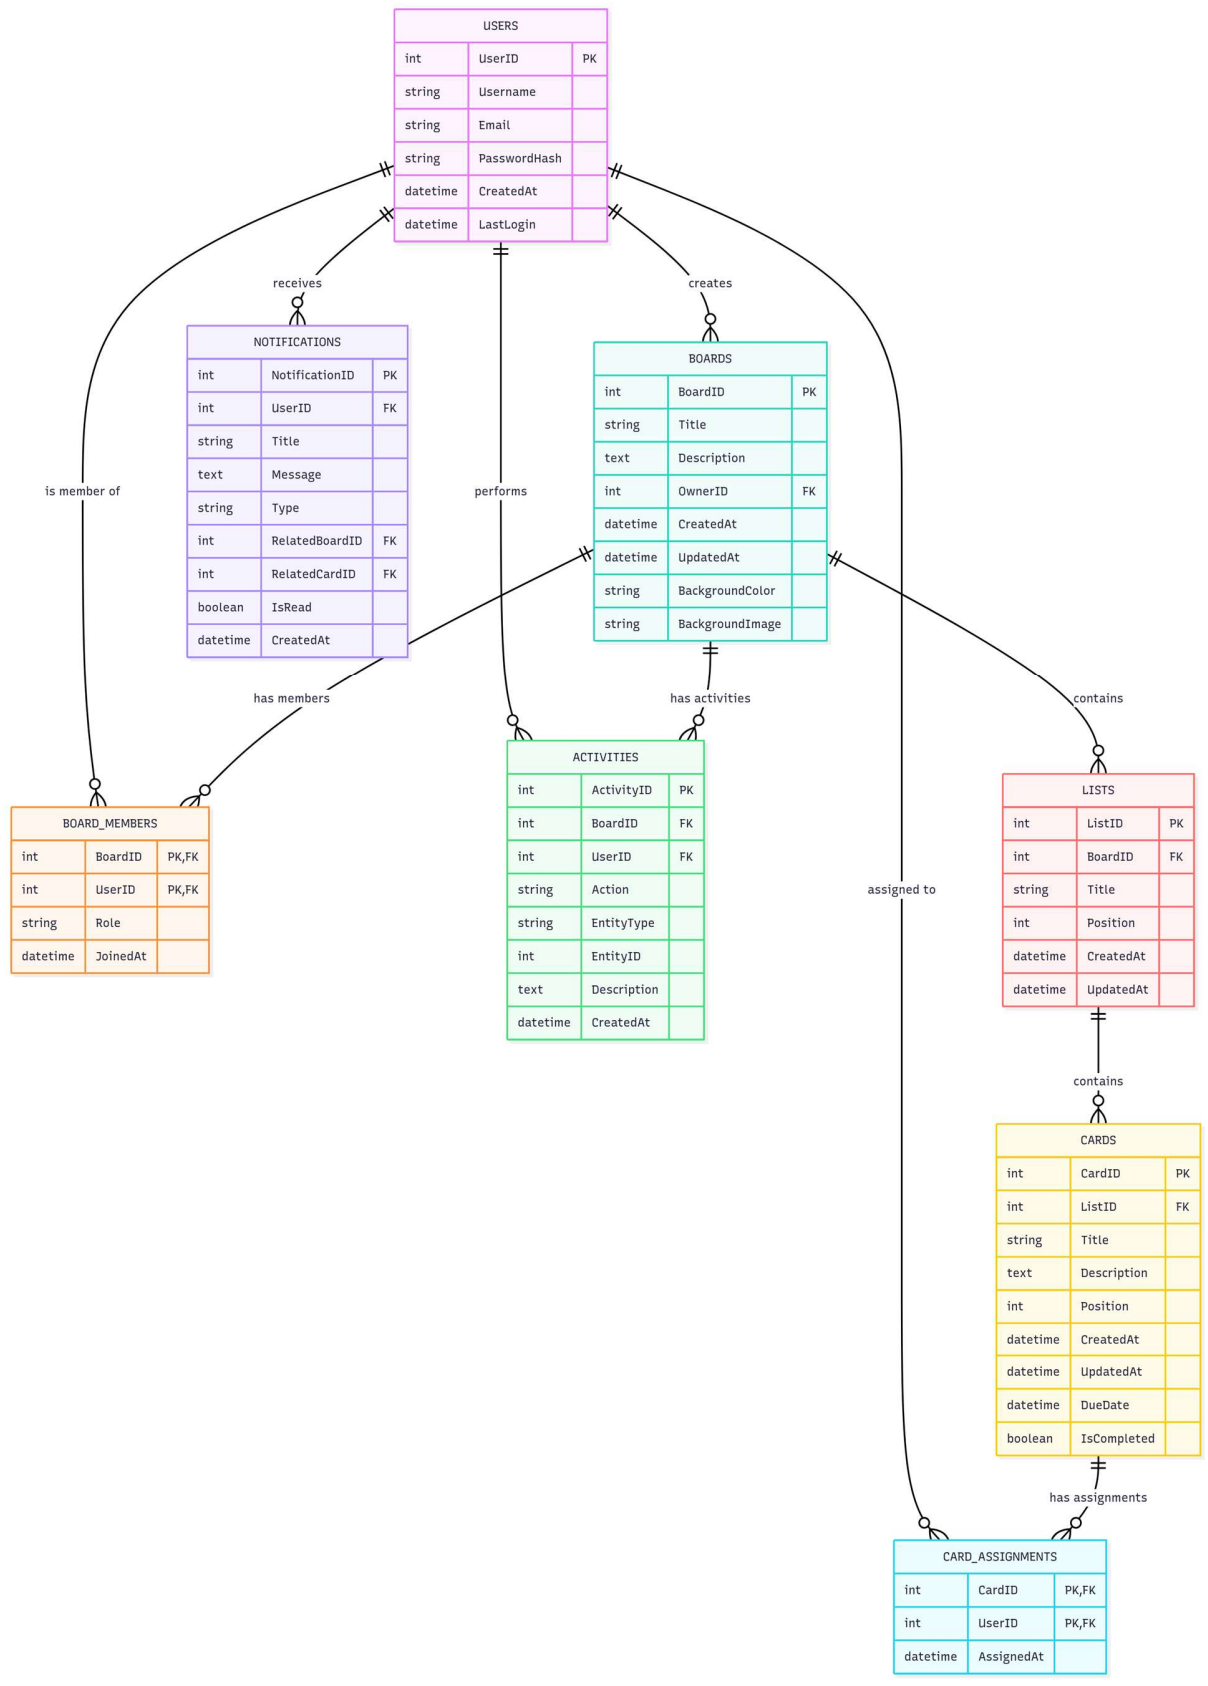 USERS
int UserID PK
string Username
string Email
string PasswordHash
datetime CreatedAt
datetime LastLogin
receives
creates
NOTIFICATIONS
int NotificationID PK
int UserID FK
string Title
text Message
string Type
int RelatedBoardID FK
int RelatedCardID FK
boolean IsRead
datetime CreatedAt
BOARDS
int BoardID PK
string Title
text Description
int OwnerID FK
datetime CreatedAt
datetime UpdatedAt
string BackgroundColor
string BackgroundImage
is member of
performs
has members
has activities
contains
BOARD_MEMBERS
int BoardID PK,FK
int UserID PK,FK
string Role
datetime JoinedAt
ACTIVITIES
int ActivityID PK
int BoardID FK
int UserID FK
string Action
string EntityType
int EntityID
text Description
datetime CreatedAt
assigned to
LISTS
int ListID PK
int BoardID FK
string Title
int Position
datetime CreatedAt
datetime UpdatedAt
contains
CARDS
int CardID PK
int ListID FK
string Title
text Description
int Position
datetime CreatedAt
datetime UpdatedAt
datetime DueDate
boolean IsCompleted
has assignments
CARD_ASSIGNMENTS
int CardID PK,FK
int UserID PK,FK
datetime AssignedAt